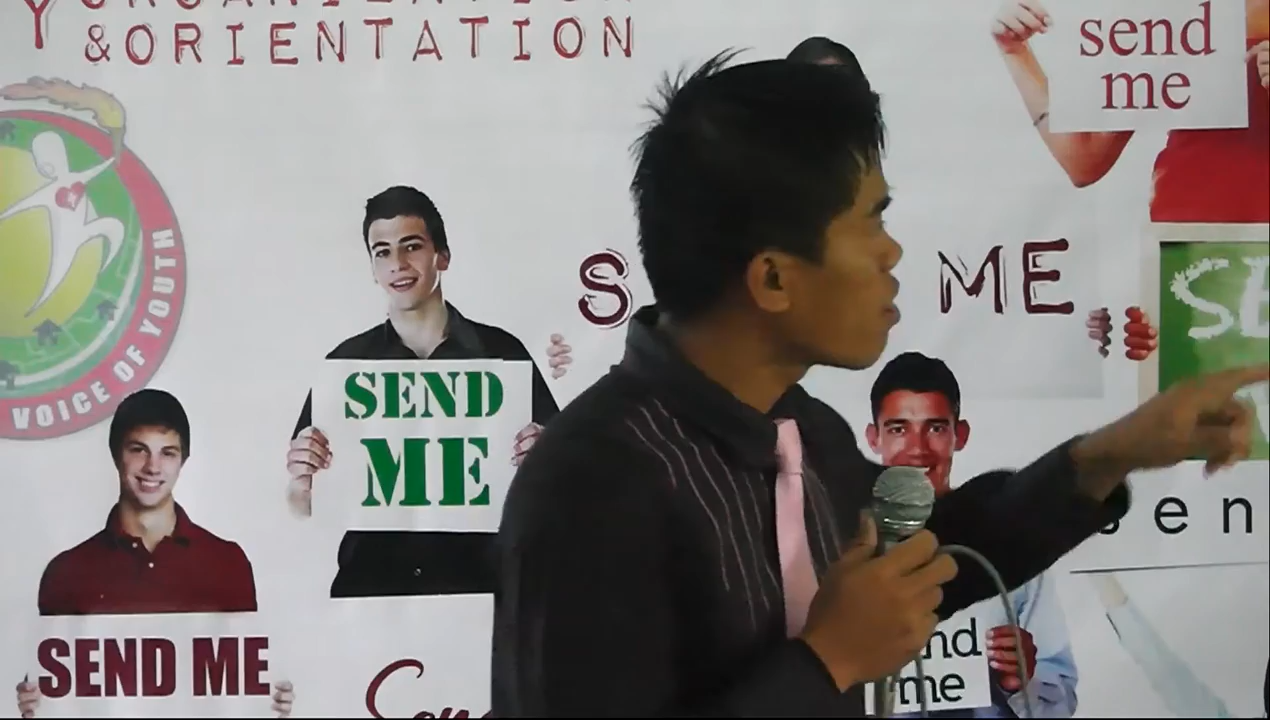 &ORIENTATION
send
me
VOICE OF YOUTH
SEND
ME
S
ME
SE
sen
SEND ME
nd
me